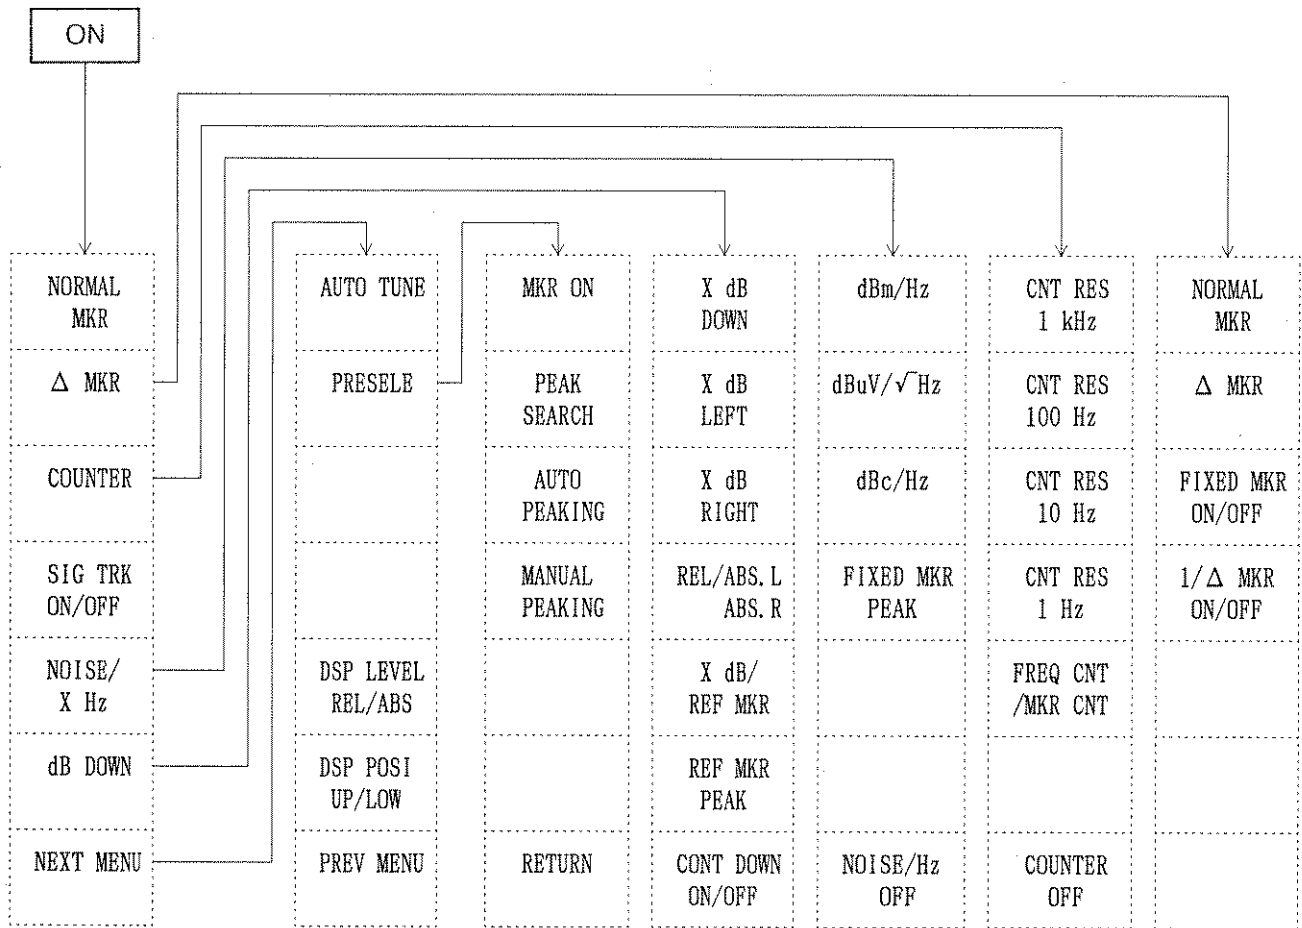 ON
NORMAL
MKR
Δ MKR
COUNTER
SIG TRK
ON/OFF
NOISE/
X Hz
dB DOWN
NEXT MENU
AUTO TUNE
PRESELE
DSP LEVEL
REL/ABS
DSP POSI
UP/LOW
PREV MENU
MKR ON
PEAK
SEARCH
AUTO
PEAKING
MANUAL
PEAKING
RETURN
X dB
DOWN
X dB
LEFT
X dB
RIGHT
REL/ABS.L
ABS.R
X dB/
REF MKR
REF MKR
PEAK
CONT DOWN
ON/OFF
dBm/Hz
dBuV/√Hz
dBc/Hz
FIXED MKR
PEAK
NOISE/Hz
OFF
CNT RES
1 kHz
CNT RES
100 Hz
CNT RES
10 Hz
CNT RES
1 Hz
FREQ CNT
/MKR CNT
COUNTER
OFF
NORMAL
MKR
Δ MKR
FIXED MKR
ON/OFF
1/Δ MKR
ON/OFF